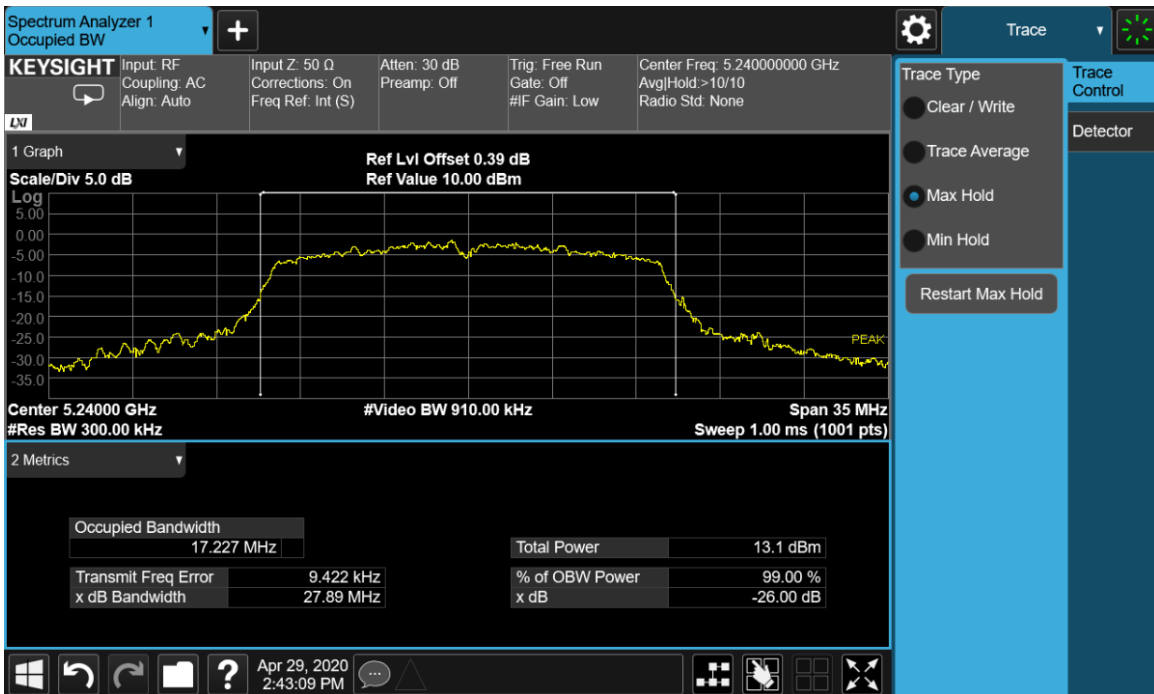 Spectrum Analyzer 1
Occupied BW
+
Trace
KEYSIGHT
LXI
Input: RF
Coupling: AC
Align: Auto
Input Z: 50 Ω
Corrections: On
Freq Ref: Int (S)
Atten: 30 dB
Preamp: Off
Trig: Free Run
Gate: Off
#IF Gain: Low
Center Freq: 5.240000000 GHz
Avg|Hold:>10/10
Radio Std: None
Trace Type
Clear / Write
Trace Average
Max Hold
Min Hold
Restart Max Hold
Trace
Control
Detector
1 Graph
Scale/Div 5.0 dB
Ref Lvl Offset 0.39 dB
Ref Value 10.00 dBm
Log
5.00
0.00
-5.00
-10.0
-15.0
-20.0
-25.0
-30.0
-35.0
PEAK
Center 5.24000 GHz
#Video BW 910.00 kHz
Span 35 MHz
#Res BW 300.00 kHz
Sweep 1.00 ms (1001 pts)
2 Metrics
Occupied Bandwidth
17.227 MHz
Total Power 13.1 dBm
Transmit Freq Error 9.422 kHz
% of OBW Power 99.00 %
x dB Bandwidth 27.89 MHz
x dB -26.00 dB
?
Apr 29, 2020
2:43:09 PM